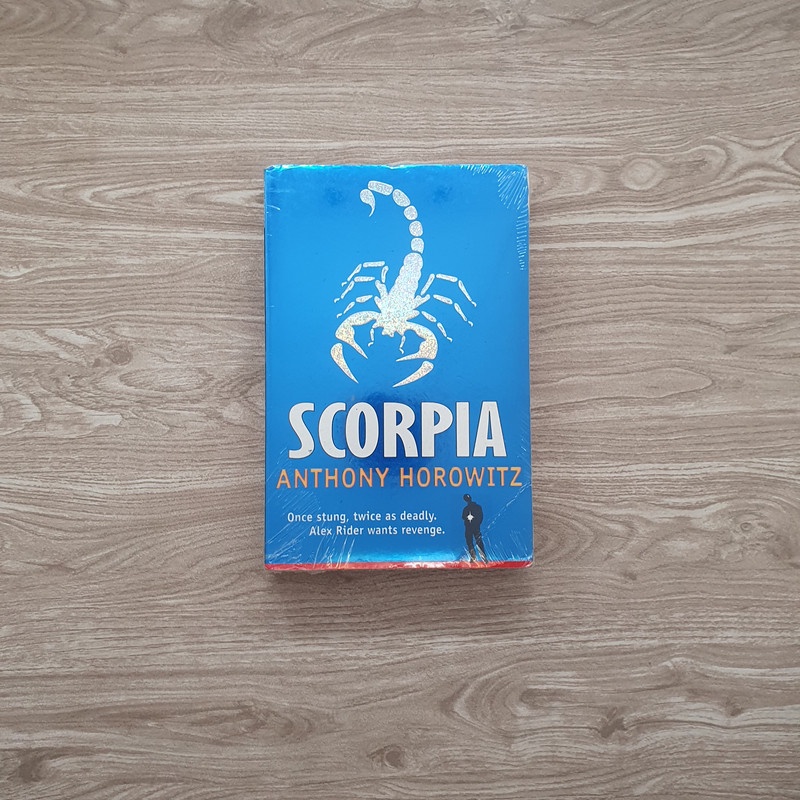 SCORPIA
ANTHONY HOROWITZ
Once stung, twice as deadly.
Alex Rider wants revenge.